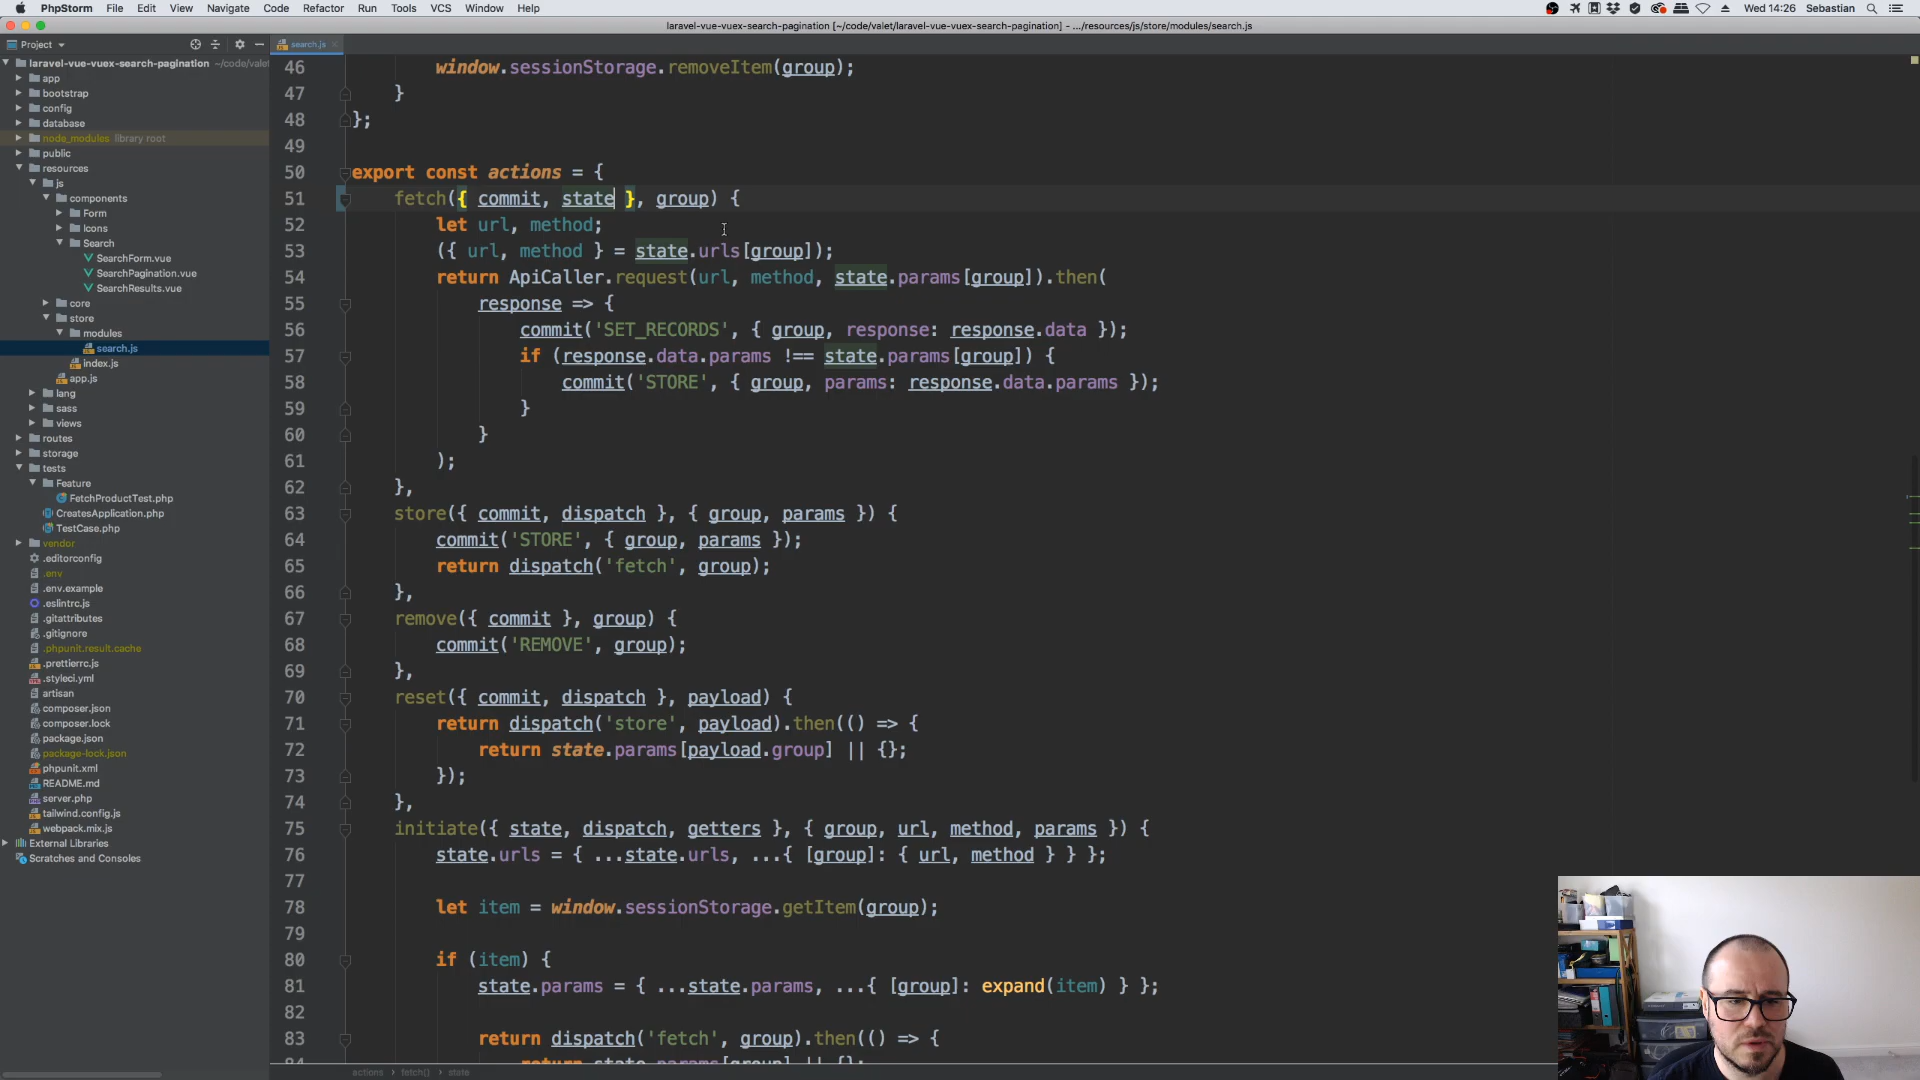 PhpStorm File Edit View Navigate Code Refactor Run Tools VCS Window Help Wed 14:26 Sebastian
laravel-vue-vuex-search-pagination [~/code/valet/laravel-vue-vuex-search-pagination] - .../resources/js/store/modules/search.js
Project
search.js
laravel-vue-vuex-search-pagination ~/code/valet
app
bootstrap
config
database
node_modules library root
public
resources
js
components
Form
Icons
Search
SearchForm.vue
SearchPagination.vue
SearchResults.vue
core
store
modules
search.js
index.js
app.js
lang
sass
views
routes
storage
tests
Feature
FetchProductTest.php
CreatesApplication.php
TestCase.php
vendor
.editorconfig
.env
.env.example
.eslintrc.js
.gitattributes
.gitignore
.phpunit.result.cache
.prettierrc.js
.styleci.yml
artisan
composer.json
composer.lock
package.json
package-lock.json
phpunit.xml
README.md
server.php
tailwind.config.js
webpack.mix.js
External Libraries
Scratches and Consoles
46 window.sessionStorage.removeItem(group);
47 }
48 };
49
50 export const actions = {
51 fetch({ commit, state }, group) {
52 let url, method;
53 ({ url, method } = state.urls[group]);
54 return ApiCaller.request(url, method, state.params[group]).then(
55 response => {
56 commit('SET_RECORDS', { group, response: response.data });
57 if (response.data.params !== state.params[group]) {
58 commit('STORE', { group, params: response.data.params });
59 }
60 }
61 );
62 },
63 store({ commit, dispatch }, { group, params }) {
64 commit('STORE', { group, params });
65 return dispatch('fetch', group);
66 },
67 remove({ commit }, group) {
68 commit('REMOVE', group);
69 },
70 reset({ commit, dispatch }, payload) {
71 return dispatch('store', payload).then(() => {
72 return state.params[payload.group] || {};
73 });
74 },
75 initiate({ state, dispatch, getters }, { group, url, method, params }) {
76 state.urls = { ...state.urls, ...{ [group]: { url, method } } };
77
78 let item = window.sessionStorage.getItem(group);
79
80 if (item) {
81 state.params = { ...state.params, ...{ [group]: expand(item) } };
82
83 return dispatch('fetch', group).then(() => {
84 return state.params[group] || {};
actions fetch() state